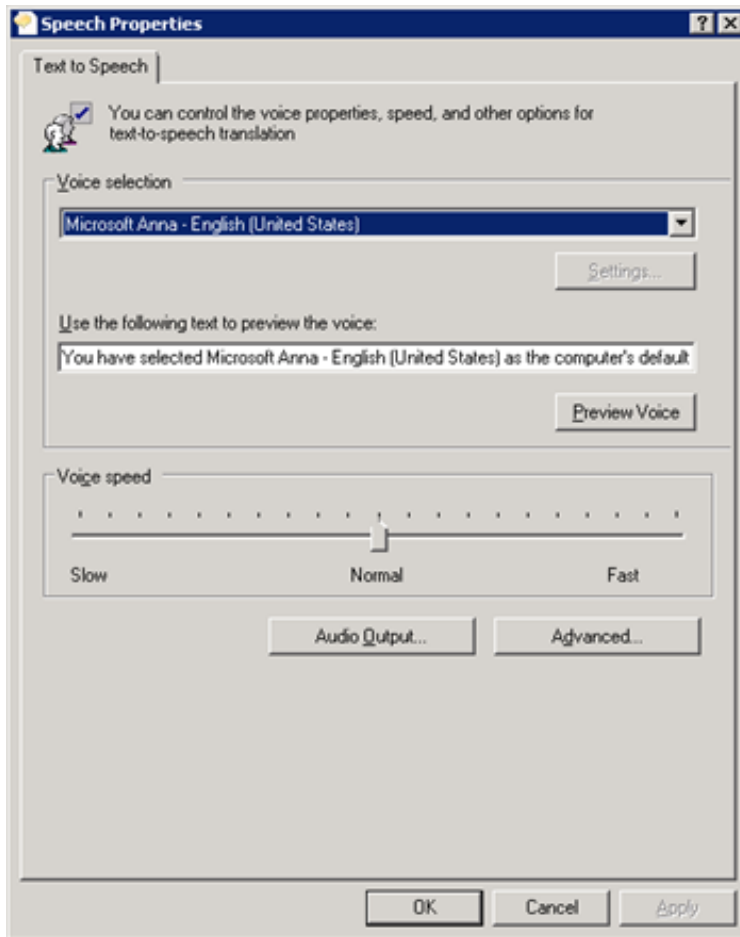 Speech Properties
Text to Speech
You can control the voice properties, speed, and other options for
text-to-speech translation
Voice selection
Microsoft Anna - English (United States)
Settings...
Use the following text to preview the voice:
You have selected Microsoft Anna - English (United States) as the computer's default
Preview Voice
Voice speed
Slow Normal Fast
Audio Output... Advanced...
OK Cancel Apply